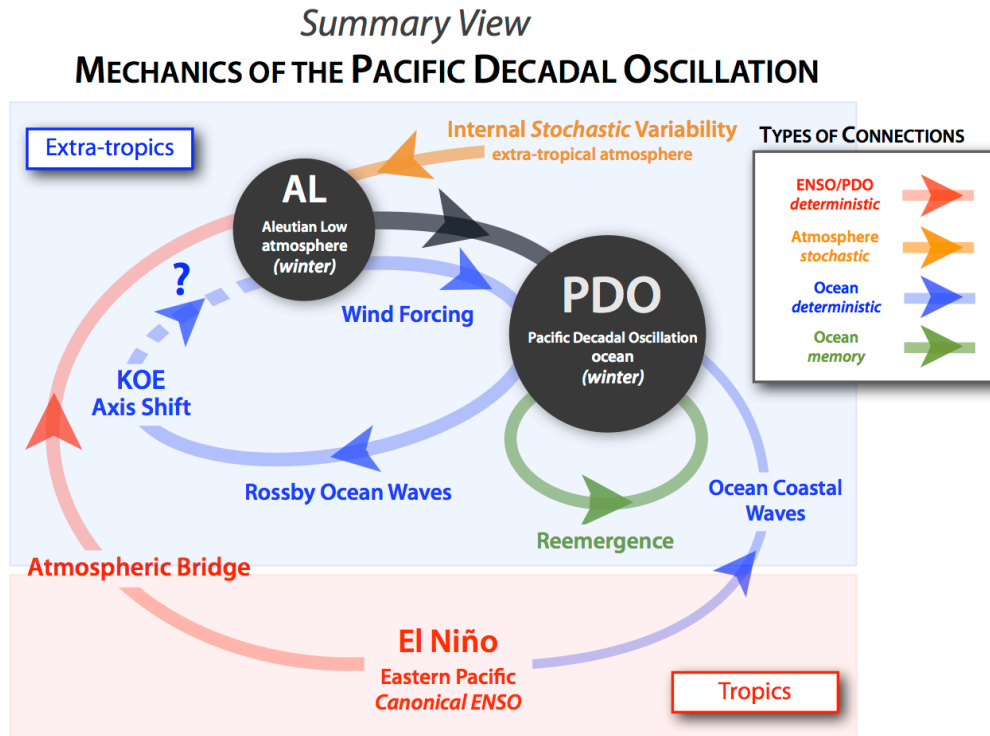 Summary View
MECHANICS OF THE PACIFIC DECADAL OSCILLATION
Extra-tropics
Internal Stochastic Variability
extra-tropical atmosphere
TYPES OF CONNECTIONS
ENSO/PDO
deterministic
Atmosphere
stochastic
Ocean
deterministic
Ocean
memory
AL
Aleutian Low
atmosphere
(winter)
?
Wind Forcing
PDO
Pacific Decadal Oscillation
ocean
(winter)
KOE
Axis Shift
Rossby Ocean Waves
Ocean Coastal
Waves
Reemergence
Atmospheric Bridge
El Niño
Eastern Pacific
Canonical ENSO
Tropics